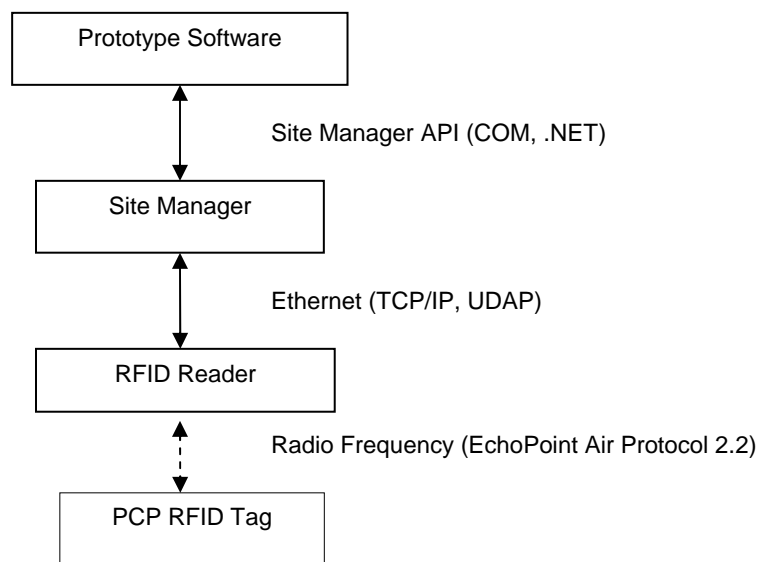 Prototype Software
Site Manager API (COM, .NET)
Site Manager
Ethernet (TCP/IP, UDAP)
RFID Reader
Radio Frequency (EchoPoint Air Protocol 2.2)
PCP RFID Tag